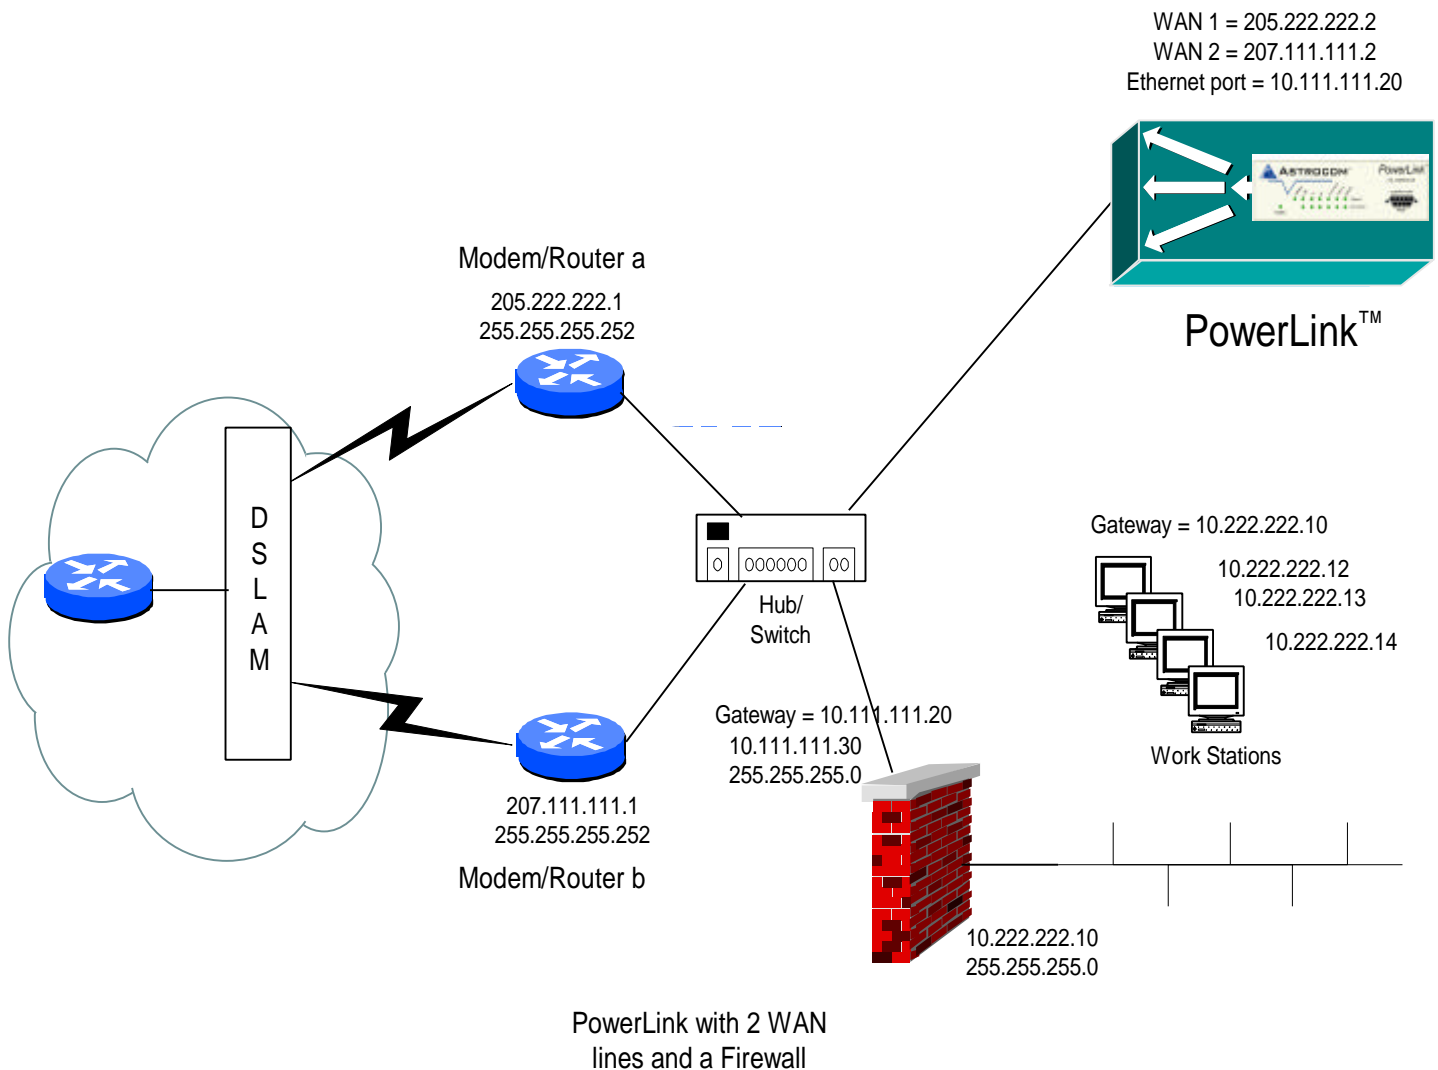 WAN 1 = 205.222.222.2
WAN 2 = 207.111.111.2
Ethernet port = 10.111.111.20
ASTROCOM
PowerLink
PowerLink™
Modem/Router a
205.222.222.1
255.255.255.252
D
S
L
A
M
Hub/
Switch
Gateway = 10.222.222.10
10.222.222.12
10.222.222.13
10.222.222.14
Work Stations
Gateway = 10.111.111.20
10.111.111.30
255.255.255.0
207.111.111.1
255.255.255.252
Modem/Router b
10.222.222.10
255.255.255.0
PowerLink with 2 WAN
lines and a Firewall